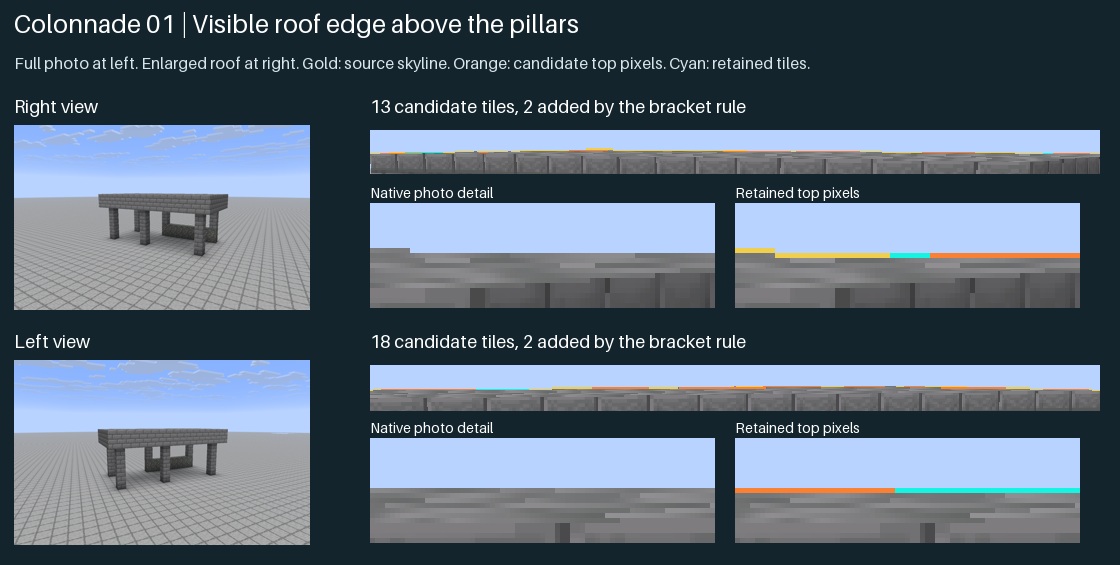 Colonnade 01 | Visible roof edge above the pillars
Full photo at left. Enlarged roof at right. Gold: source skyline. Orange: candidate top pixels. Cyan: retained tiles.
Right view
13 candidate tiles, 2 added by the bracket rule
Native photo detail
Retained top pixels
Left view
18 candidate tiles, 2 added by the bracket rule
Native photo detail
Retained top pixels